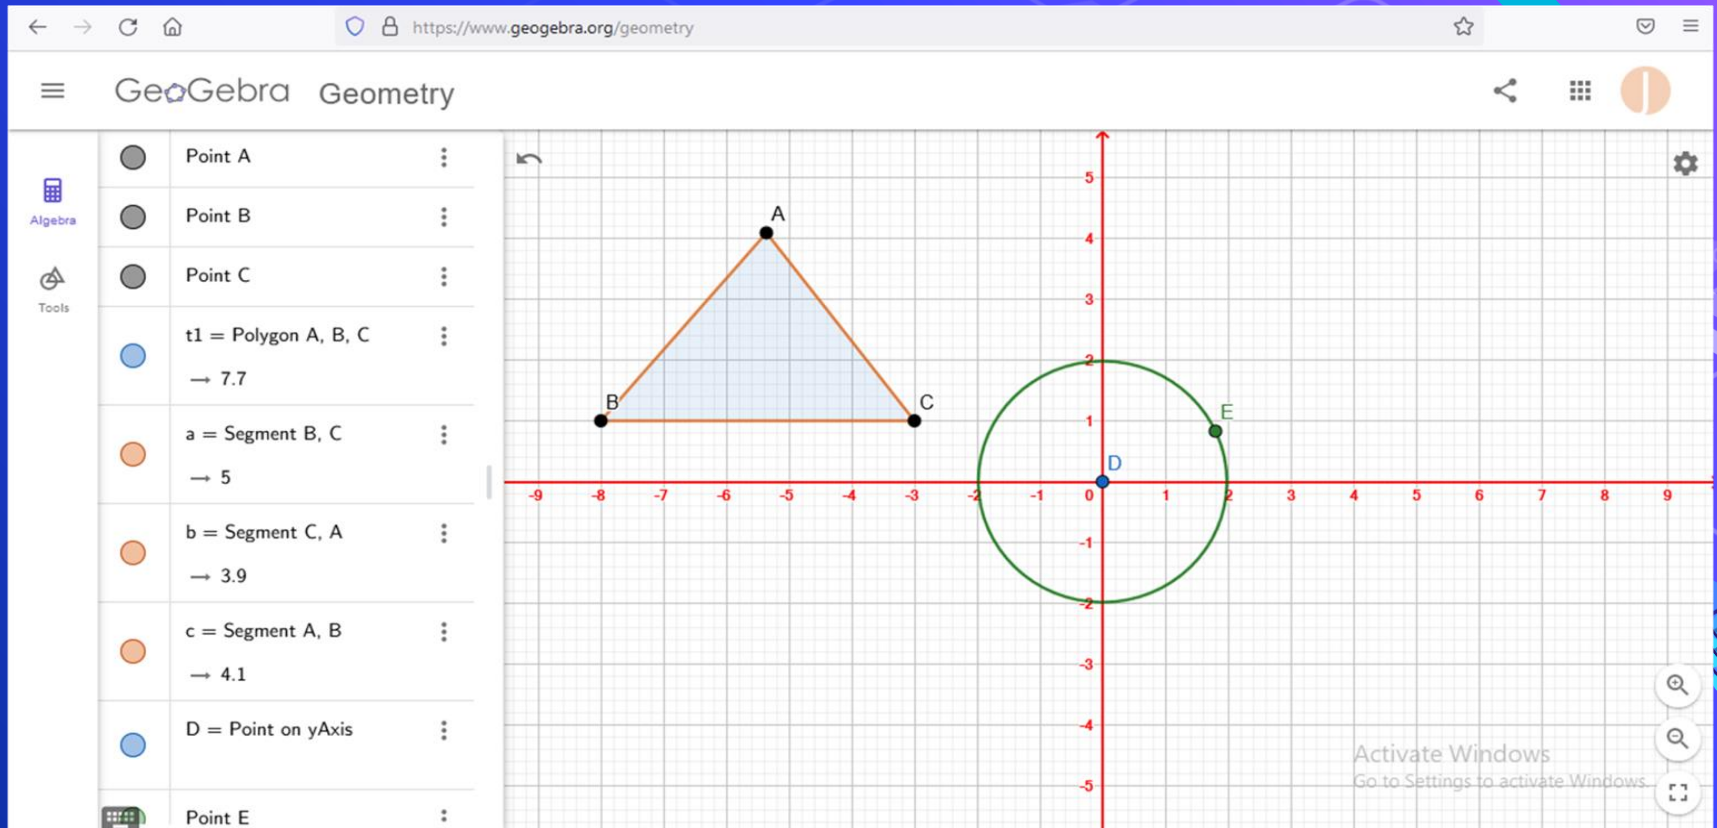 https://www.geogebra.org/geometry
GeoGebra Geometry
Algebra
Tools
Point A
Point B
Point C
t1 = Polygon A, B, C
→ 7.7
a = Segment B, C
→ 5
b = Segment C, A
→ 3.9
c = Segment A, B
→ 4.1
D = Point on yAxis
Point E
5
A
4
3
2
B
C
E
1
D
-9 -8 -7 -6 -5 -4 -3 -2 -1 0 1 2 3 4 5 6 7 8 9
-1
-2
-3
-4
-5
Activate Windows
Go to Settings to activate Windows.
J